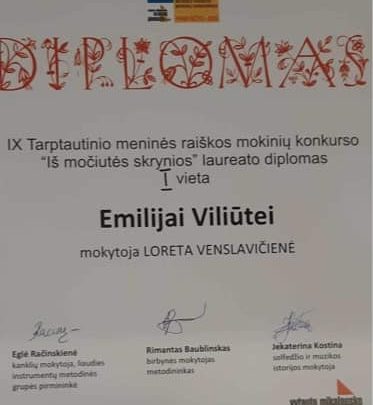 DIPLOMAS
IX Tarptautinio meninės raiškos mokinių konkurso
"Iš močiutės skrynios" laureato diplomas
I vieta
Emilijai Viliūtei
mokytoja LORETA VENSLAVIČIENĖ
Eglė Račinskienė
kanklių mokytoja, liaudies
instrumentų metodinės
grupės pirmininkė
Rimantas Baublinskas
birbynės mokytojas
metodininkas
Jekaterina Kostina
solfedžio ir muzikos
istorijos mokytoja